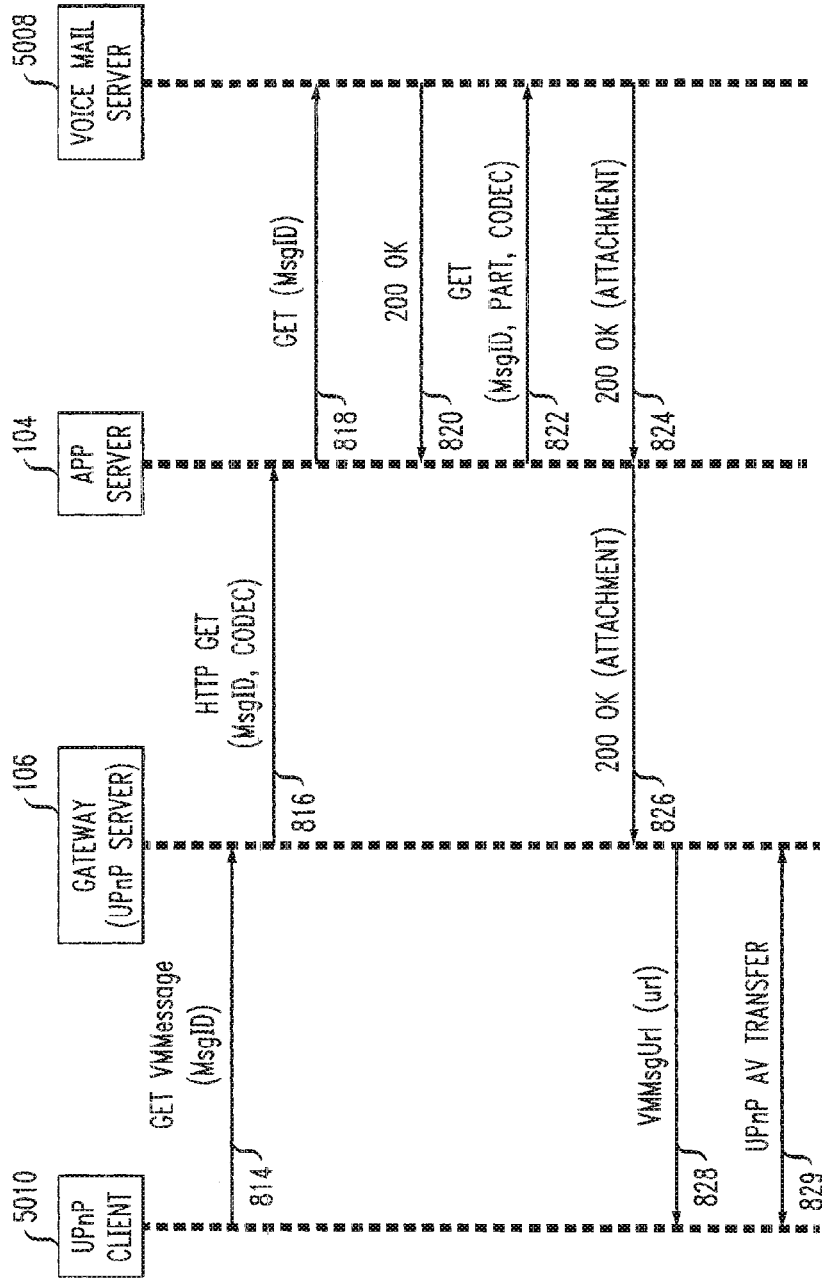 5010
UPnP
CLIENT
106
GATEWAY
(UPnP SERVER)
104
APP
SERVER
5008
VOICE MAIL
SERVER
GET VMMessage
(MsgID)
814
HTTP GET
(MsgID, CODEC)
816
GET (MsgID)
818
200 OK
820
GET
(MsgID, PART, CODEC)
822
200 OK (ATTACHMENT)
824
200 OK (ATTACHMENT)
826
VMMsgUrl (url)
828
UPnP AV TRANSFER
829